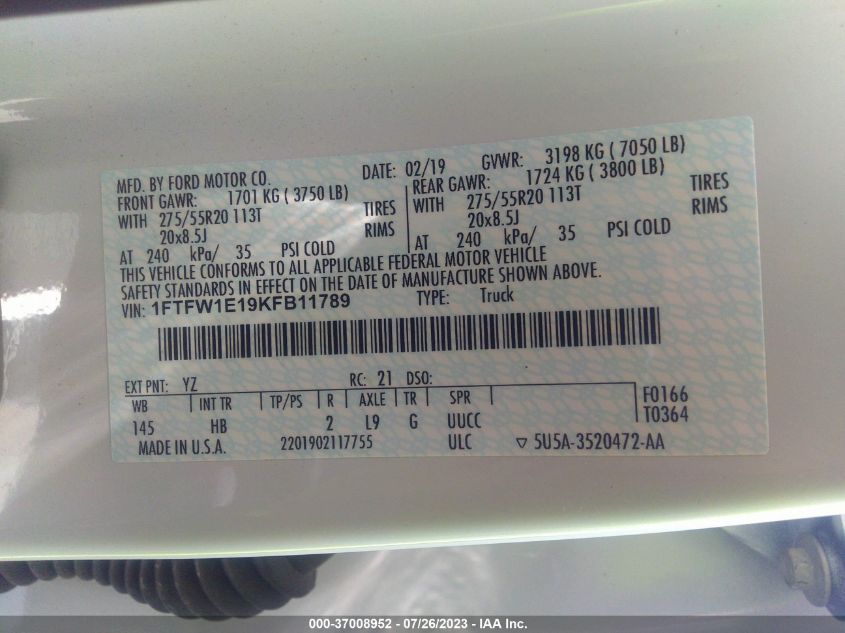 MFD. BY FORD MOTOR CO. DATE: 02/19 GVWR: 3198 KG ( 7050 LB)
FRONT GAWR: 1701 KG ( 3750 LB) REAR GAWR: 1724 KG ( 3800 LB)
WITH 275/55R20 113T TIRES WITH 275/55R20 113T TIRES
20x8.5J RIMS 20x8.5J RIMS
AT 240 kPa/ 35 PSI COLD AT 240 kPa/ 35 PSI COLD
THIS VEHICLE CONFORMS TO ALL APPLICABLE FEDERAL MOTOR VEHICLE
SAFETY STANDARDS IN EFFECT ON THE DATE OF MANUFACTURE SHOWN ABOVE.
VIN: 1FTFW1E19KFB11789 TYPE: Truck
EXT PNT: YZ RC: 21 DSO:
WB INT TR TP/PS R AXLE TR SPR F0166
145 HB 2 L9 G UUCC T0364
MADE IN U.S.A. 2201902117755 ULC ▽ 5U5A-3520472-AA
000-37008952 - 07/26/2023 - IAA Inc.